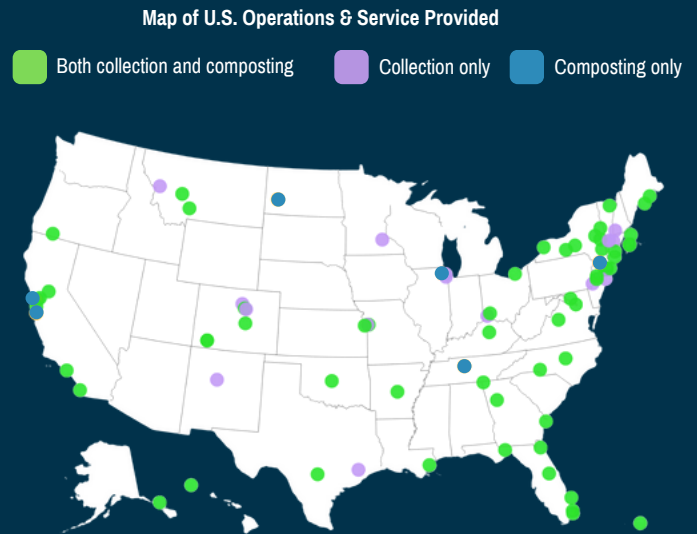 Map of U.S. Operations & Service Provided
Both collection and composting
Collection only
Composting only